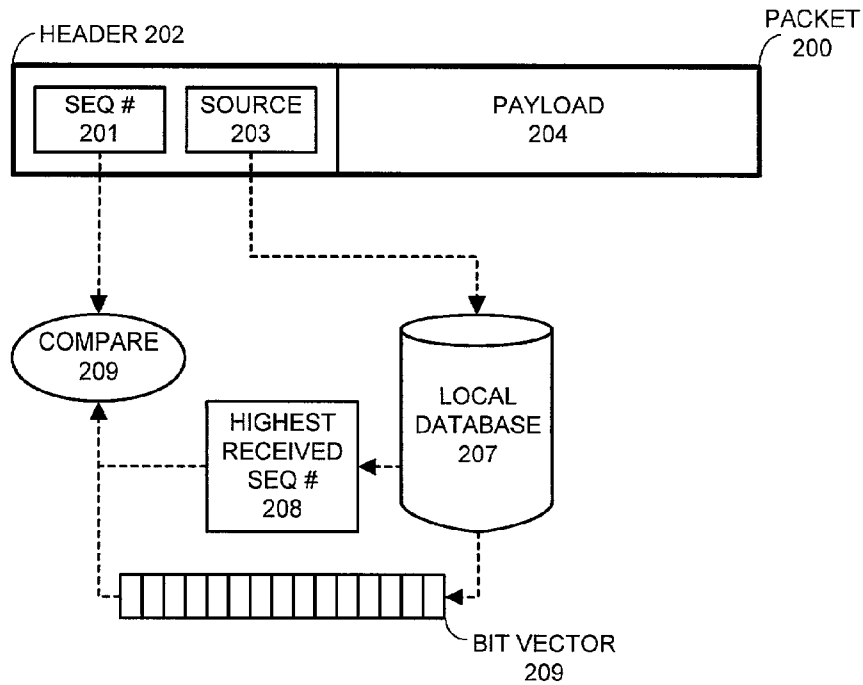 HEADER 202
PACKET
200
SEQ #
201
SOURCE
203
PAYLOAD
204
COMPARE
209
HIGHEST
RECEIVED
SEQ #
208
LOCAL
DATABASE
207
BIT VECTOR
209